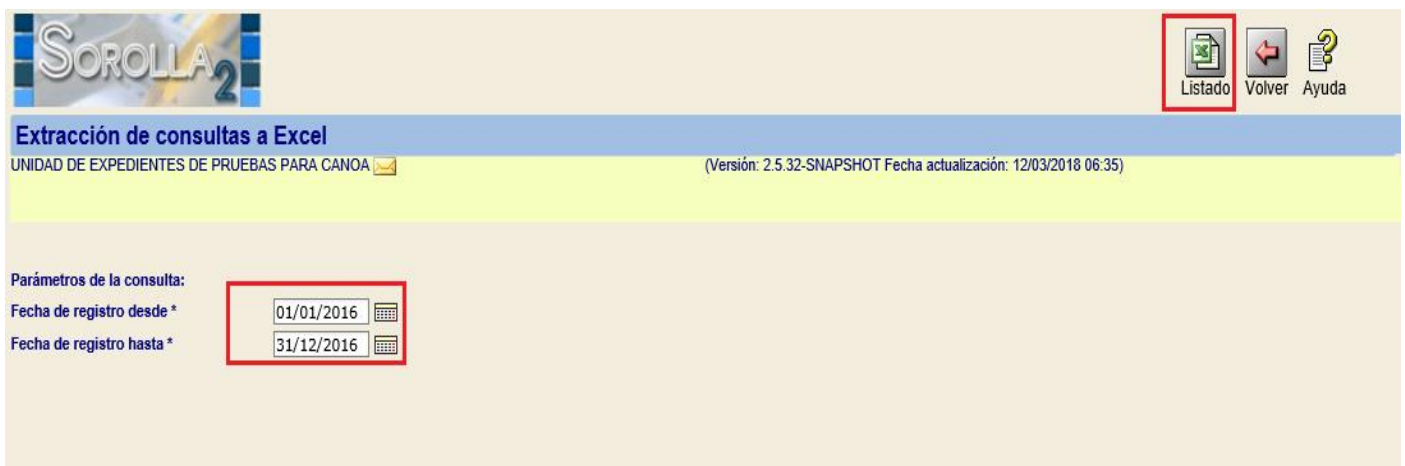 SOROLLA2
Listado Volver Ayuda
Extracción de consultas a Excel
UNIDAD DE EXPEDIENTES DE PRUEBAS PARA CANOA (Versión: 2.5.32-SNAPSHOT Fecha actualización: 12/03/2018 06:35)
Parámetros de la consulta:
Fecha de registro desde * 01/01/2016
Fecha de registro hasta * 31/12/2016